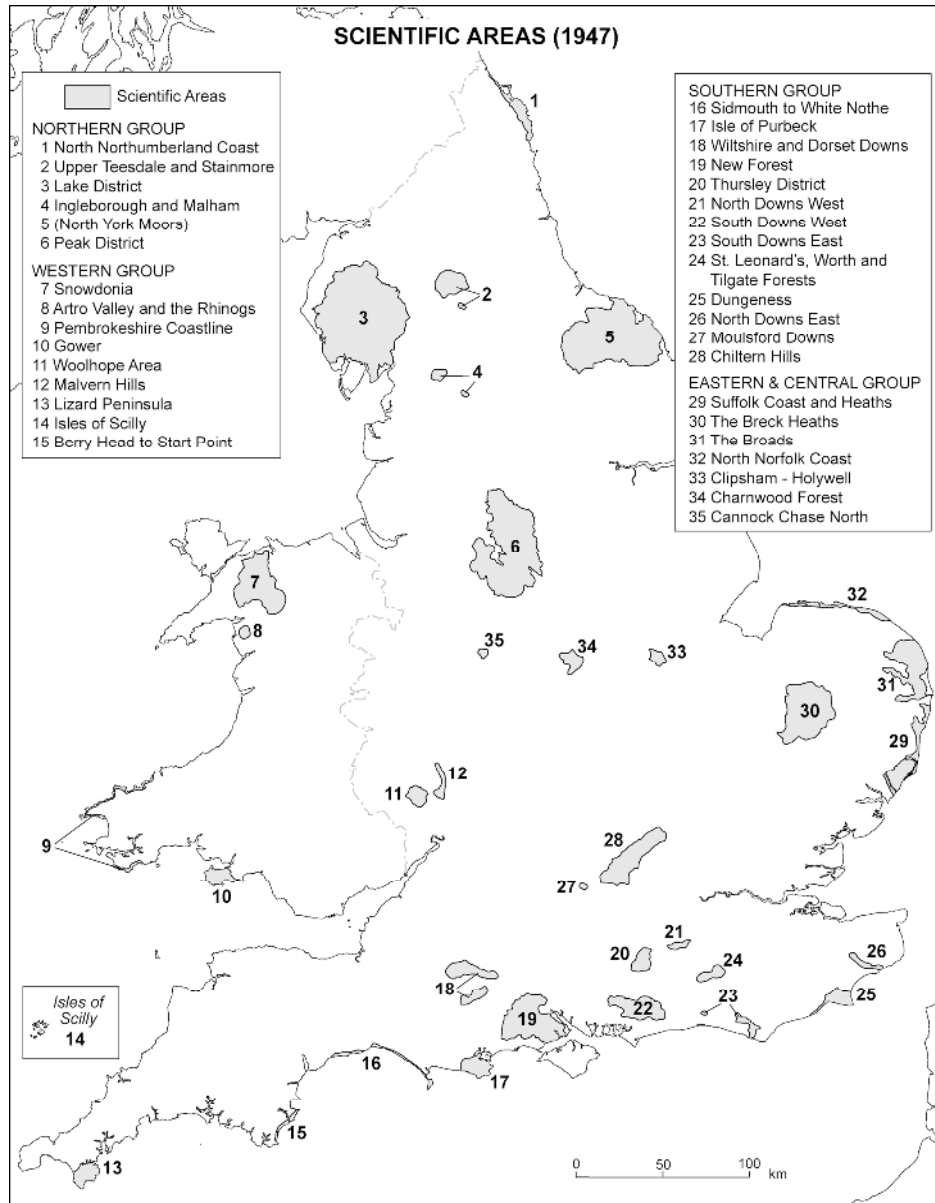 SCIENTIFIC AREAS (1947)
Scientific Areas
NORTHERN GROUP
1 North Northumberland Coast
2 Upper Teesdale and Stainmore
3 Lake District
4 Ingleborough and Malham
5 (North York Moors)
6 Peak District
WESTERN GROUP
7 Snowdonia
8 Artro Valley and the Rhinogs
9 Pembrokeshire Coastline
10 Gower
11 Woolhope Area
12 Malvern Hills
13 Lizard Peninsula
14 Isles of Scilly
15 Berry Head to Start Point
SOUTHERN GROUP
16 Sidmouth to White Nothe
17 Isle of Purbeck
18 Wiltshire and Dorset Downs
19 New Forest
20 Thursley District
21 North Downs West
22 South Downs West
23 South Downs East
24 St. Leonard's, Worth and
Tilgate Forests
25 Dungeness
26 North Downs East
27 Moulsford Downs
28 Chiltern Hills
EASTERN & CENTRAL GROUP
29 Suffolk Coast and Heaths
30 The Breck Heaths
31 The Broads
32 North Norfolk Coast
33 Clipsham - Holywell
34 Charnwood Forest
35 Cannock Chase North
1
2
3
5
4
6
7
32
8
35
34
33
31
30
29
12
11
28
9
27
10
21
20
24
26
18
22
23
25
19
Isles of
Scilly
14
16
17
15
13
0 50 100
km